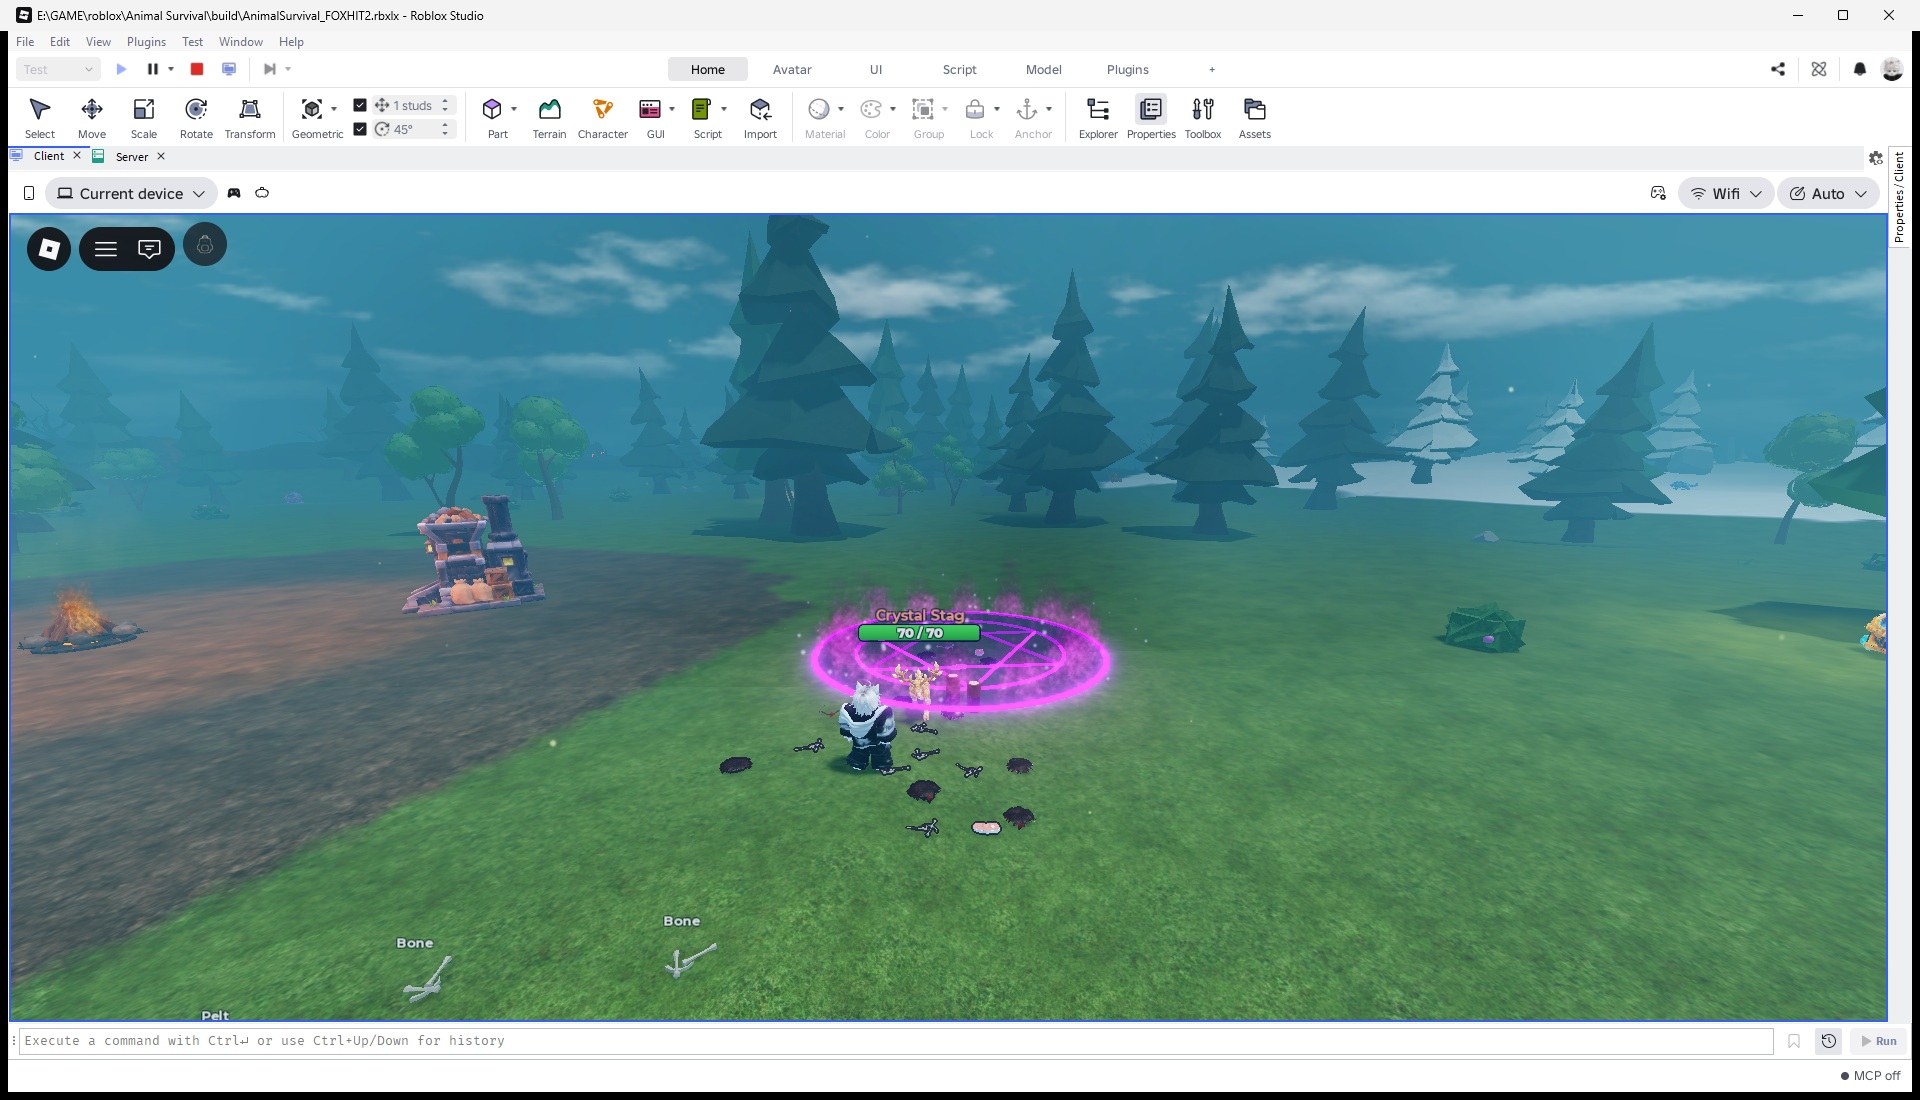 E:\GAME\roblox\Animal Survival\build\AnimalSurvival_FOXHIT2.rbxlx - Roblox Studio
File Edit View Plugins Test Window Help
Test
Home Avatar UI Script Model Plugins +
1 studs
45°
Select Move Scale Rotate Transform Geometric Part Terrain Character GUI Script Import Material Color Group Lock Anchor Explorer Properties Toolbox Assets
Client Server
Properties / Client
Current device
Wifi
Auto
Crystal Stag
70 / 70
Bone
Bone
Pelt
Execute a command with Ctrl↵ or use Ctrl+Up/Down for history
Run
MCP off